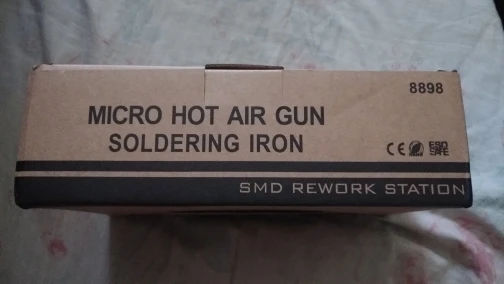 8898
MICRO HOT AIR GUN
SOLDERING IRON
CE ESD
SAFE
SMD REWORK STATION